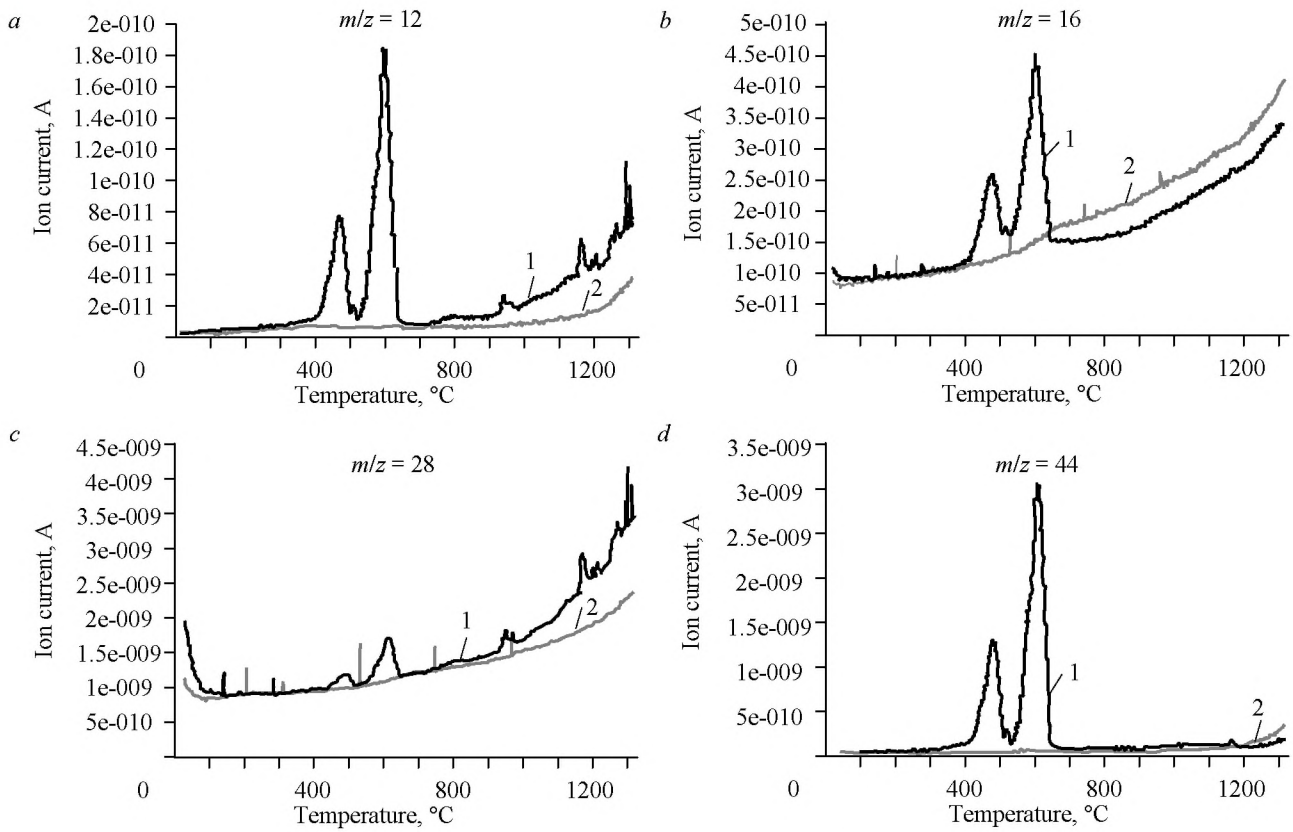 a
m/z = 12
2e-010
1.8e-010
1.6e-010
1.4e-010
1.2e-010
1e-010
8e-011
6e-011
4e-011
2e-011
Ion current, A
1
2
0 400 800 1200
Temperature, °C
b
m/z = 16
5e-010
4.5e-010
4e-010
3.5e-010
3e-010
2.5e-010
2e-010
1.5e-010
1e-010
5e-011
Ion current, A
1
2
0 400 800 1200
Temperature, °C
c
m/z = 28
4.5e-009
4e-009
3.5e-009
3e-009
2.5e-009
2e-009
1.5e-009
1e-009
5e-010
Ion current, A
1
2
0 400 800 1200
Temperature, °C
d
m/z = 44
3.5e-009
3e-009
2.5e-009
2e-009
1.5e-009
1e-009
5e-010
Ion current, A
1
2
0 400 800 1200
Temperature, °C